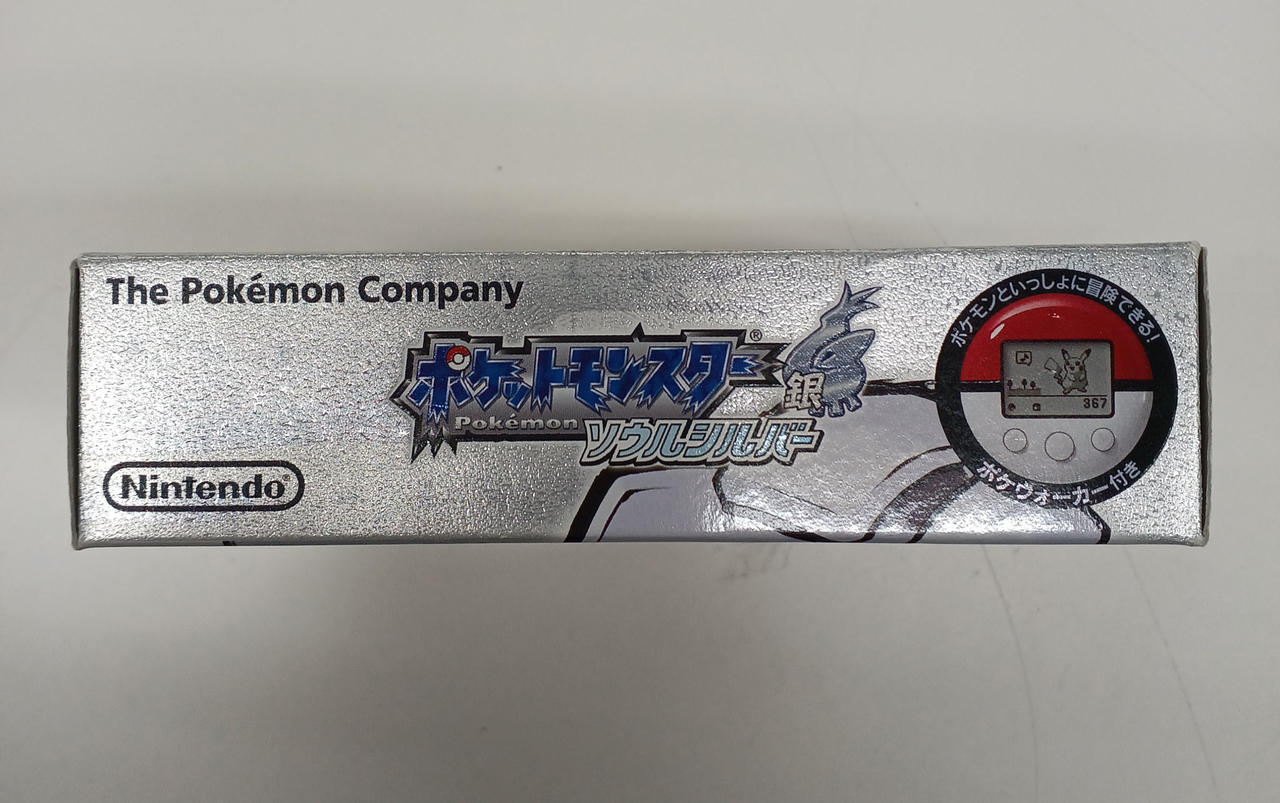 The Pokémon Company
ポケットモンスター®
Pokémon
銀
ソウルシルバー
Nintendo®
ポケモンといっしょに冒険できる!
367
ポケウォーカー付き